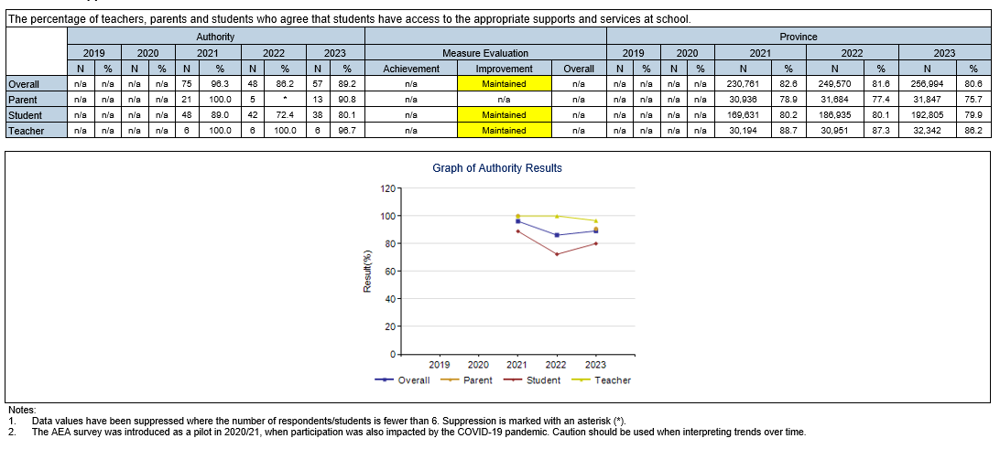 The percentage of teachers, parents and students who agree that students have access to the appropriate supports and services at school.
Authority Province
2019 2020 2021 2022 2023 Measure Evaluation 2019 2020 2021 2022 2023
N % N % N % N % N % Achievement Improvement Overall N % N % N % N % N %
Overall n/a n/a n/a n/a 75 96.3 48 86.2 57 89.2 n/a Maintained n/a n/a n/a n/a n/a 230,761 82.6 249,570 81.6 256,994 80.6
Parent n/a n/a n/a n/a 21 100.0 5 * 13 90.8 n/a n/a n/a n/a n/a n/a n/a 30,936 78.9 31,684 77.4 31,847 75.7
Student n/a n/a n/a n/a 48 89.0 42 72.4 38 80.1 n/a Maintained n/a n/a n/a n/a n/a 169,631 80.2 186,935 80.1 192,805 79.9
Teacher n/a n/a n/a n/a 6 100.0 6 100.0 6 96.7 n/a Maintained n/a n/a n/a n/a n/a 30,194 88.7 30,951 87.3 32,342 86.2
Graph of Authority Results
120
100
80
60
40
20
0
Result(%)
2019 2020 2021 2022 2023
Overall Parent Student Teacher
Notes:
1. Data values have been suppressed where the number of respondents/students is fewer than 6. Suppression is marked with an asterisk (*).
2. The AEA survey was introduced as a pilot in 2020/21, when participation was also impacted by the COVID-19 pandemic. Caution should be used when interpreting trends over time.